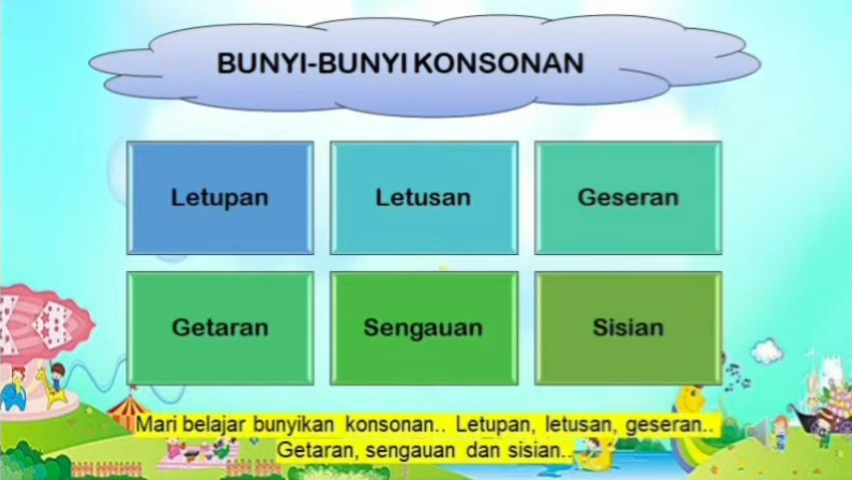 BUNYI-BUNYI KONSONAN
Letupan
Letusan
Geseran
Getaran
Sengauan
Sisian
Mari belajar bunyikan konsonan.. Letupan, letusan, geseran..
Getaran, sengauan dan sisian..